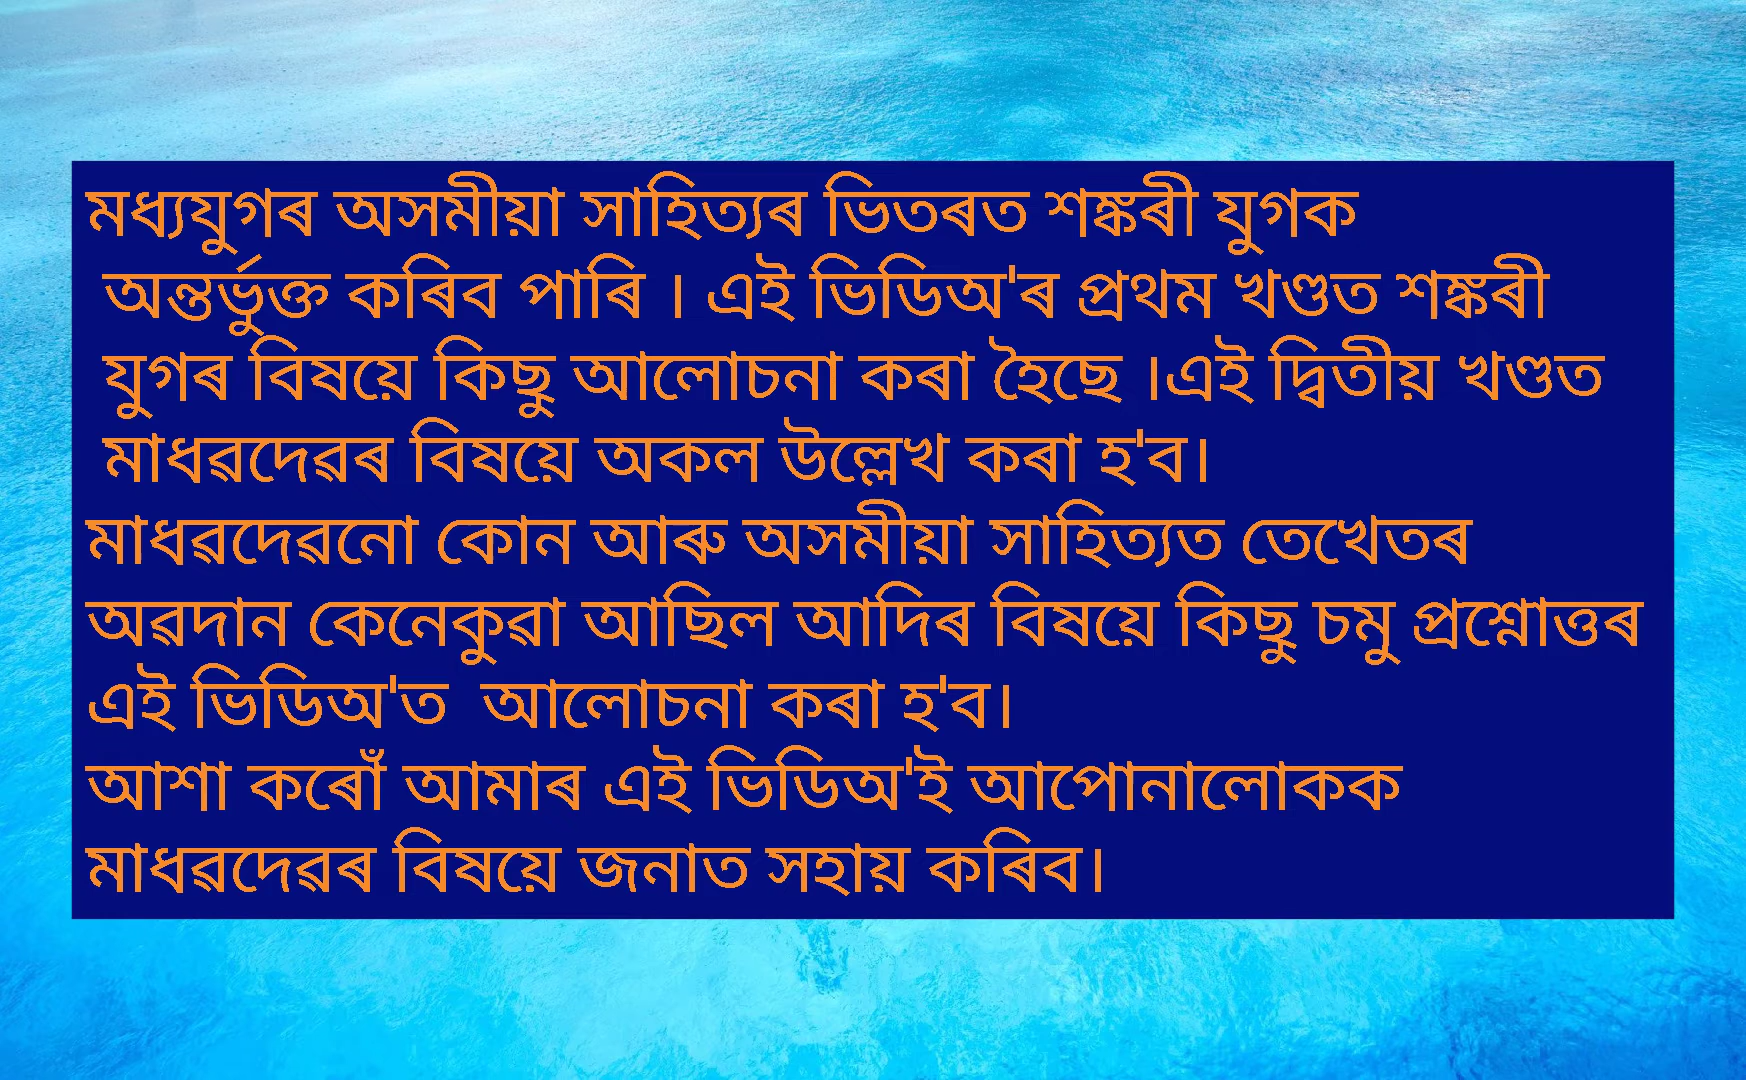 মধ্যযুগৰ অসমীয়া সাহিত্যৰ ভিতৰত শঙ্কৰী যুগক
অন্তৰ্ভুক্ত কৰিব পাৰি । এই ভিডিঅ'ৰ প্ৰথম খণ্ডত শঙ্কৰী
যুগৰ বিষয়ে কিছু আলোচনা কৰা হৈছে ।এই দ্বিতীয় খণ্ডত
মাধৱদেৱৰ বিষয়ে অকল উল্লেখ কৰা হ'ব।
মাধৱদেৱনো কোন আৰু অসমীয়া সাহিত্যত তেখেতৰ
অৱদান কেনেকুৱা আছিল আদিৰ বিষয়ে কিছু চমু প্ৰশ্নোত্তৰ
এই ভিডিঅ'ত  আলোচনা কৰা হ'ব।
আশা কৰোঁ আমাৰ এই ভিডিঅ'ই আপোনালোকক
মাধৱদেৱৰ বিষয়ে জনাত সহায় কৰিব।